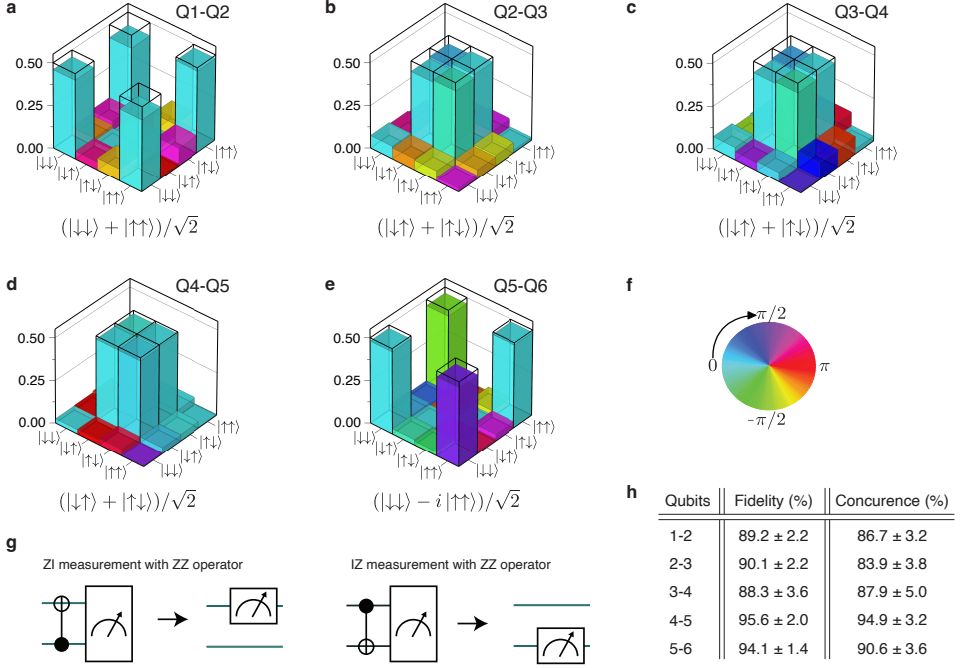 a
Q1-Q2
0.50
0.25
0.00
|↓↓⟩
|↓↑⟩
|↑↓⟩
|↑↑⟩
|↓↓⟩
|↓↑⟩
|↑↓⟩
|↑↑⟩
(|↓↓⟩ + |↑↑⟩)/√2
b
Q2-Q3
0.50
0.25
0.00
|↓↓⟩
|↓↑⟩
|↑↓⟩
|↑↑⟩
|↓↓⟩
|↓↑⟩
|↑↓⟩
|↑↑⟩
(|↓↑⟩ + |↑↓⟩)/√2
c
Q3-Q4
0.50
0.25
0.00
|↓↓⟩
|↓↑⟩
|↑↓⟩
|↑↑⟩
|↓↓⟩
|↓↑⟩
|↑↓⟩
|↑↑⟩
(|↓↑⟩ + |↑↓⟩)/√2
d
Q4-Q5
0.50
0.25
0.00
|↓↓⟩
|↓↑⟩
|↑↓⟩
|↑↑⟩
|↓↓⟩
|↓↑⟩
|↑↓⟩
|↑↑⟩
(|↓↑⟩ + |↑↓⟩)/√2
e
Q5-Q6
0.50
0.25
0.00
|↓↓⟩
|↓↑⟩
|↑↓⟩
|↑↑⟩
|↓↓⟩
|↓↑⟩
|↑↓⟩
|↑↑⟩
(|↓↓⟩ − i |↑↑⟩)/√2
f
π/2
0
π
-π/2
g
ZI measurement with ZZ operator
IZ measurement with ZZ operator
h
Qubits Fidelity (%) Concurence (%)
1-2 89.2 ± 2.2 86.7 ± 3.2
2-3 90.1 ± 2.2 83.9 ± 3.8
3-4 88.3 ± 3.6 87.9 ± 5.0
4-5 95.6 ± 2.0 94.9 ± 3.2
5-6 94.1 ± 1.4 90.6 ± 3.6